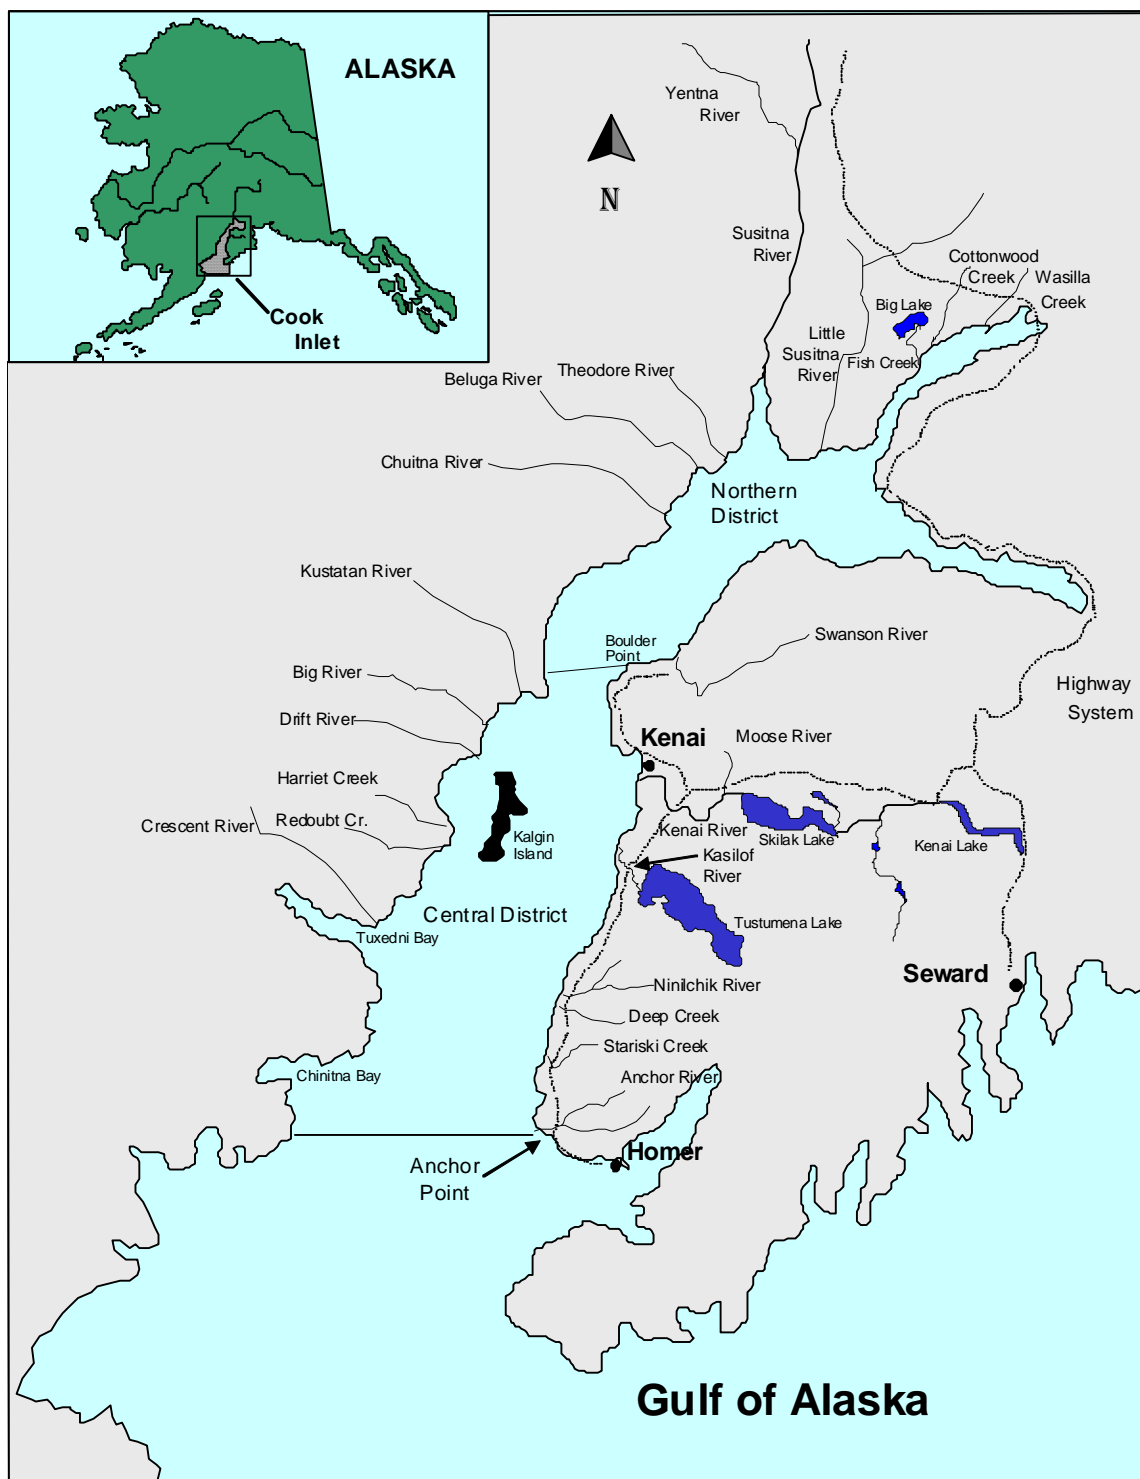 ALASKA
Cook
Inlet
Yentna
River
N
Susitna
River
Cottonwood
Creek
Wasilla
Creek
Big Lake
Little
Susitna
River
Fish Creek
Theodore River
Beluga River
Chuitna River
Northern
District
Kustatan River
Boulder
Point
Swanson River
Big River
Highway
System
Drift River
Kenai
Moose River
Harriet Creek
Redoubt Cr.
Crescent River
Kalgin
Island
Kenai River
Skilak Lake
Kenai Lake
Kasilof
River
Central District
Tustumena Lake
Tuxedni Bay
Seward
Ninilchik River
Deep Creek
Stariski Creek
Chinitna Bay
Anchor River
Homer
Anchor
Point
Gulf of Alaska